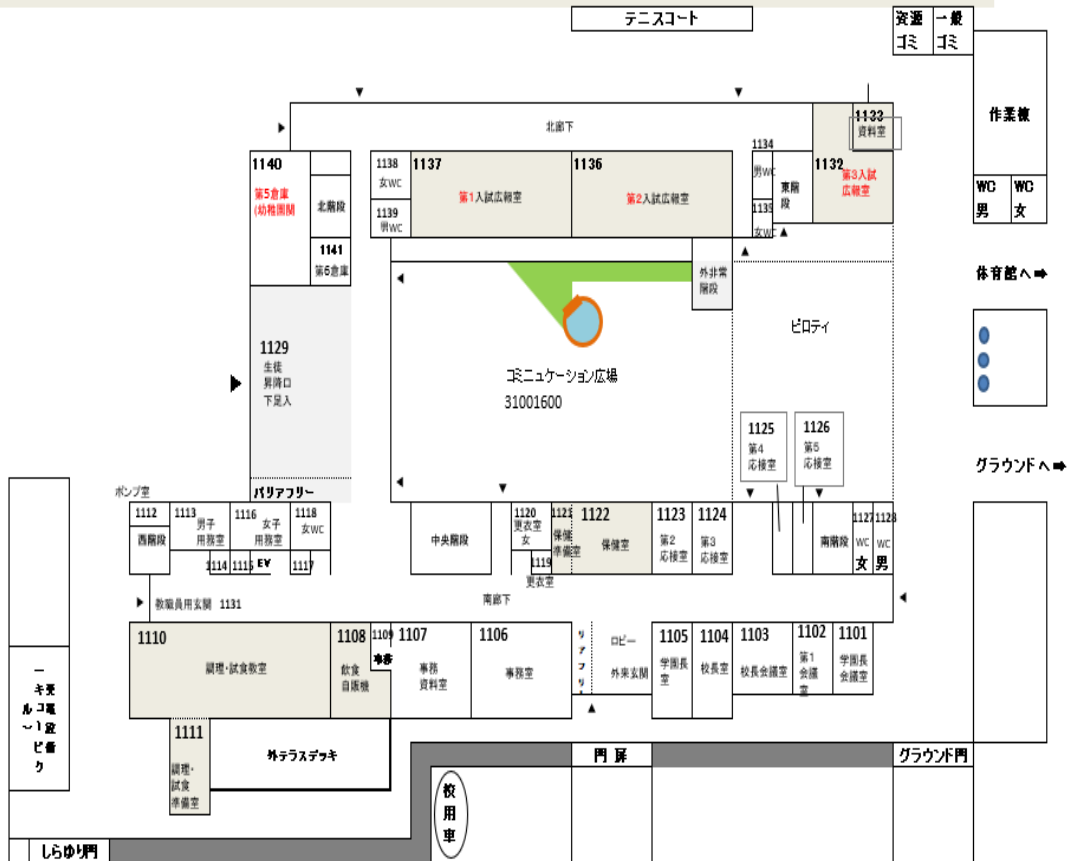 テニスコート
資源
ゴミ
一般
ゴミ
作業棟
WC
男
WC
女
体育館へ➡
グラウンドへ➡
北廊下
1133
資料室
1132
第3入試
広報室
1134
男WC
1135
女WC
東階
段
1136
第2入試広報室
1137
第1入試広報室
1138
女WC
1139
男WC
1140
第5倉庫
(幼稚園関
北階段
1141
第6倉庫
外非常
階段
ピロティ
コミニュケーション広場
31001600
1129
生徒
昇降口
下足入
バリアフリー
ポンプ室
1112
西階段
1113
男子
用務室
1114
1116
女子
用務室
1115
EV
1118
女WC
1117
中央階段
1120
更衣室
女
1119
更衣室
1121
保健
準備室
1122
保健室
1123
第2
応接室
1124
第3
応接室
1125
第4
応接室
1126
第5
応接室
南階段
1127
WC
女
1128
WC
男
教職員用玄関 1131
南廊下
1110
調理・試食教室
1108
飲食
自販機
1109
事務
1107
事務
資料室
1106
事務室
リアフリ
ロビー
外来玄関
1105
学園長
室
1104
校長室
1103
校長会議室
1102
第1
会議
室
1101
学園長
会議室
1111
調理・
試食
準備室
外テラスデッキ
門扉
グラウンド門
校用車
しらゆり門